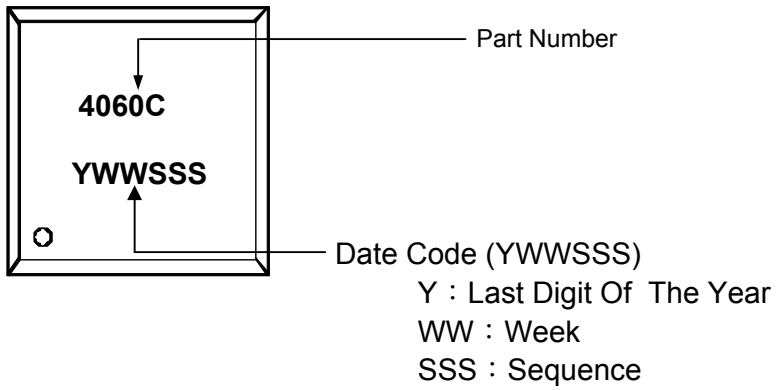 Part Number
4060C
YWWSSS
Date Code (YWWSSS)
Y：Last Digit Of The Year
WW：Week
SSS：Sequence